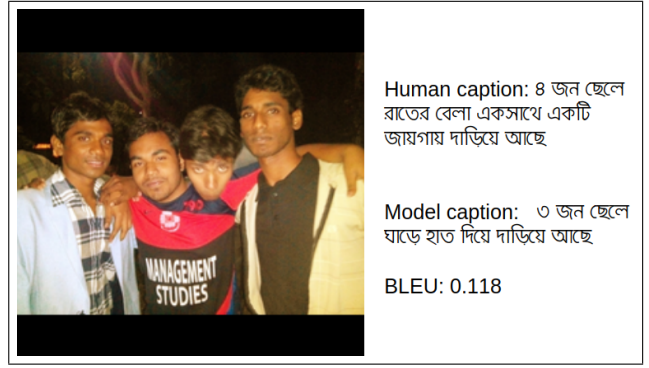 MANAGEMENT
STUDIES
Human caption: ৪ জন ছেলে
রাতের বেলা একসাথে একটি
জায়গায় দাড়িয়ে আছে
Model caption: ৩ জন ছেলে
ঘাড়ে হাত দিয়ে দাড়িয়ে আছে
BLEU: 0.118